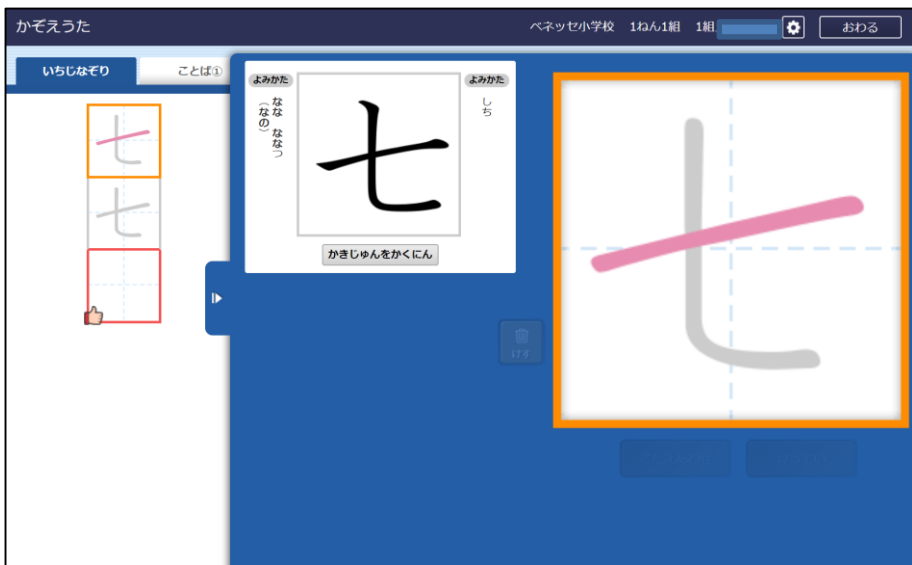 かぞえうた
ベネッセ小学校 1ねん1組 1組
おわる
いちじなぞり
ことば①
よみかた
しち
よみかた
なな ななつ
(なの)
七
かきじゅんをかくにん
けす
七
七
七